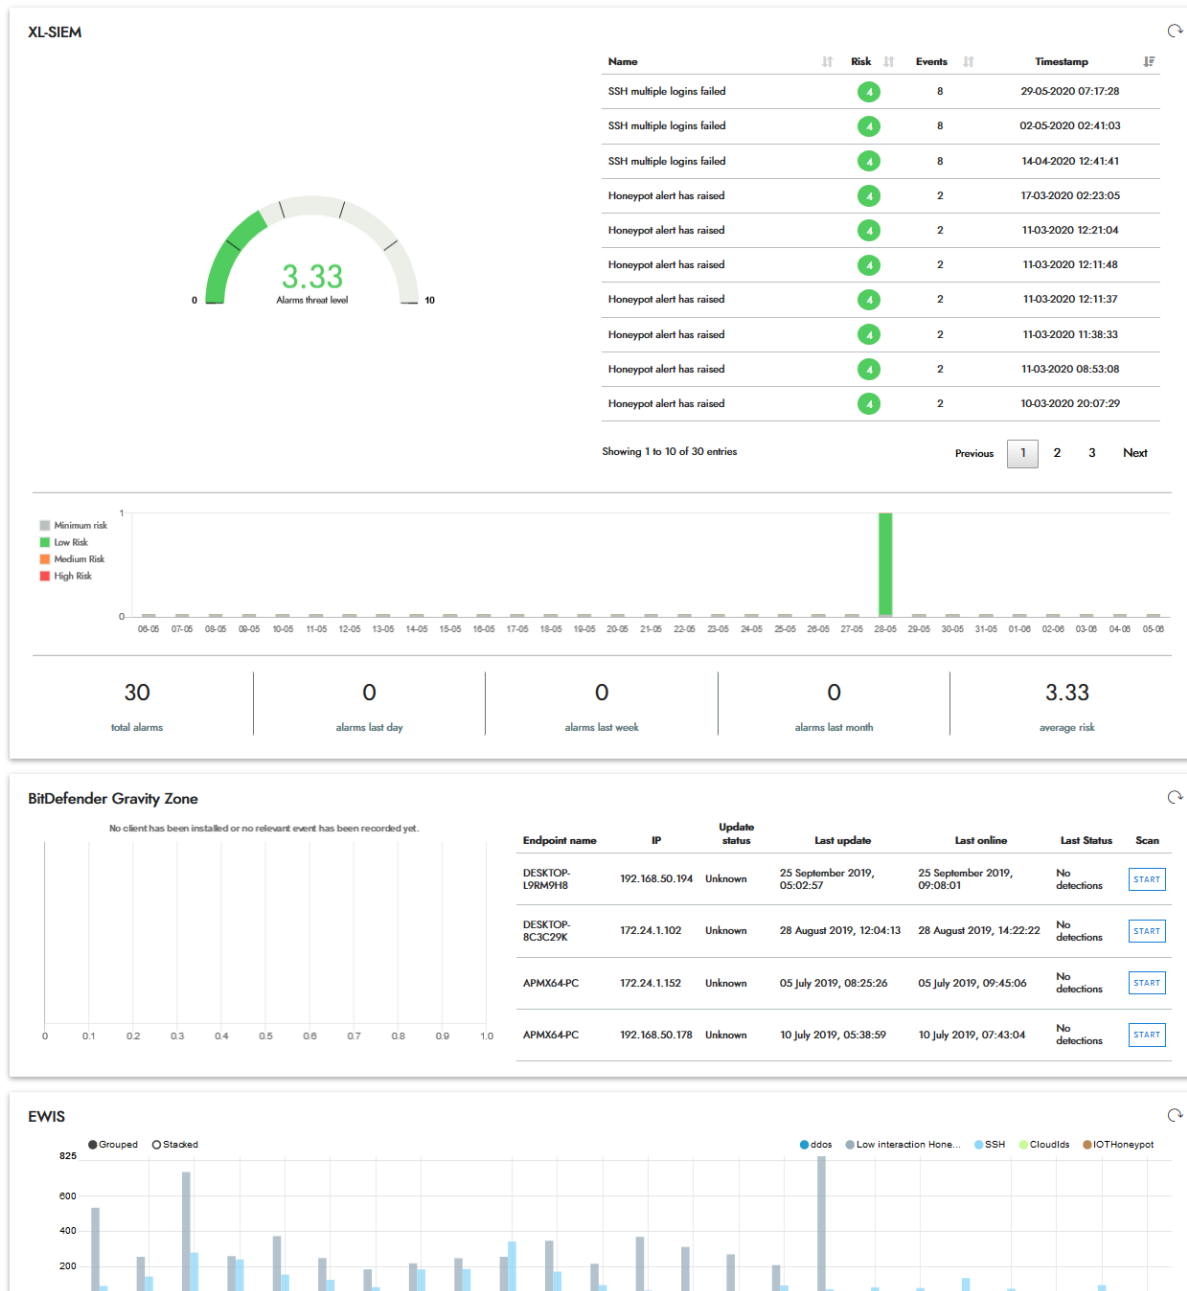 XL-SIEM
Name Risk Events Timestamp
SSH multiple logins failed 4 8 29-05-2020 07:17:28
SSH multiple logins failed 4 8 02-05-2020 02:41:03
SSH multiple logins failed 4 8 14-04-2020 12:41:41
Honeypot alert has raised 4 2 17-03-2020 02:23:05
Honeypot alert has raised 4 2 11-03-2020 12:21:04
Honeypot alert has raised 4 2 11-03-2020 12:11:48
Honeypot alert has raised 4 2 11-03-2020 12:11:37
Honeypot alert has raised 4 2 11-03-2020 11:38:33
Honeypot alert has raised 4 2 11-03-2020 08:53:08
Honeypot alert has raised 4 2 10-03-2020 20:07:29
3.33
0 Alarms threat level 10
Showing 1 to 10 of 30 entries Previous 1 2 3 Next
Minimum risk
Low Risk
Medium Risk
High Risk
1
0
06-05 07-05 08-05 09-05 10-05 11-05 12-05 13-05 14-05 15-05 16-05 17-05 18-05 19-05 20-05 21-05 22-05 23-05 24-05 25-05 26-05 27-05 28-05 29-05 30-05 31-05 01-06 02-06 03-06 04-06 05-06
30 0 0 0 3.33
total alarms alarms last day alarms last week alarms last month average risk
BitDefender Gravity Zone
No client has been installed or no relevant event has been recorded yet.
0 0.1 0.2 0.3 0.4 0.5 0.6 0.7 0.8 0.9 1.0
Endpoint name IP Update status Last update Last online Last Status Scan
DESKTOP-L9RM9H8 192.168.50.194 Unknown 25 September 2019, 05:02:57 25 September 2019, 09:08:01 No detections START
DESKTOP-8C3C29K 172.24.1.102 Unknown 28 August 2019, 12:04:13 28 August 2019, 14:22:22 No detections START
APMX64-PC 172.24.1.152 Unknown 05 July 2019, 08:25:26 05 July 2019, 09:45:06 No detections START
APMX64-PC 192.168.50.178 Unknown 10 July 2019, 05:38:59 10 July 2019, 07:43:04 No detections START
EWIS
Grouped Stacked ddos Low interaction Hone... SSH CloudIds IOTHoneypot
825
600
400
200